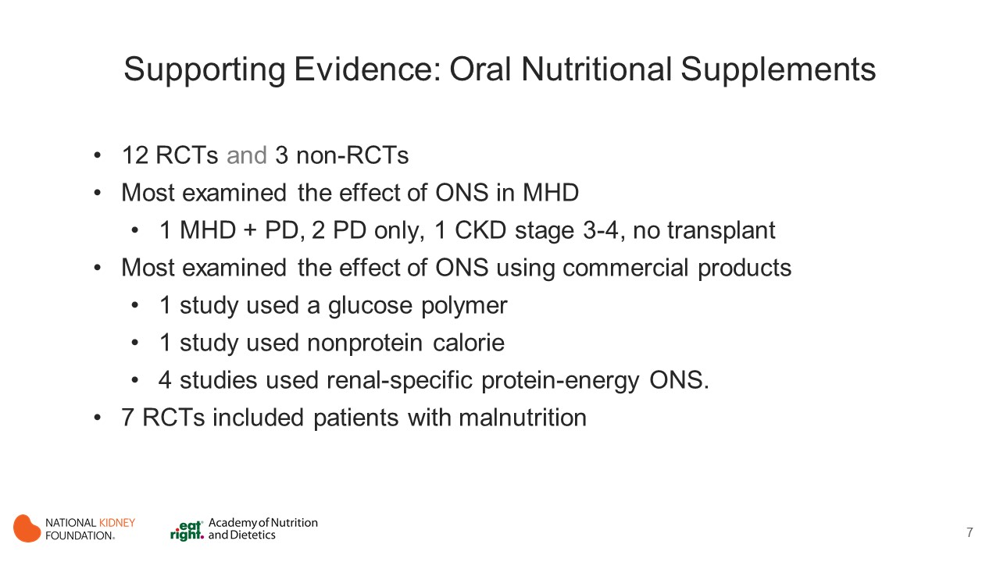 Supporting Evidence: Oral Nutritional Supplements
• 12 RCTs and 3 non-RCTs
• Most examined the effect of ONS in MHD
• 1 MHD + PD, 2 PD only, 1 CKD stage 3-4, no transplant
• Most examined the effect of ONS using commercial products
• 1 study used a glucose polymer
• 1 study used nonprotein calorie
• 4 studies used renal-specific protein-energy ONS.
• 7 RCTs included patients with malnutrition
NATIONAL KIDNEY
FOUNDATION®
eat
right.
Academy of Nutrition
and Dietetics
7